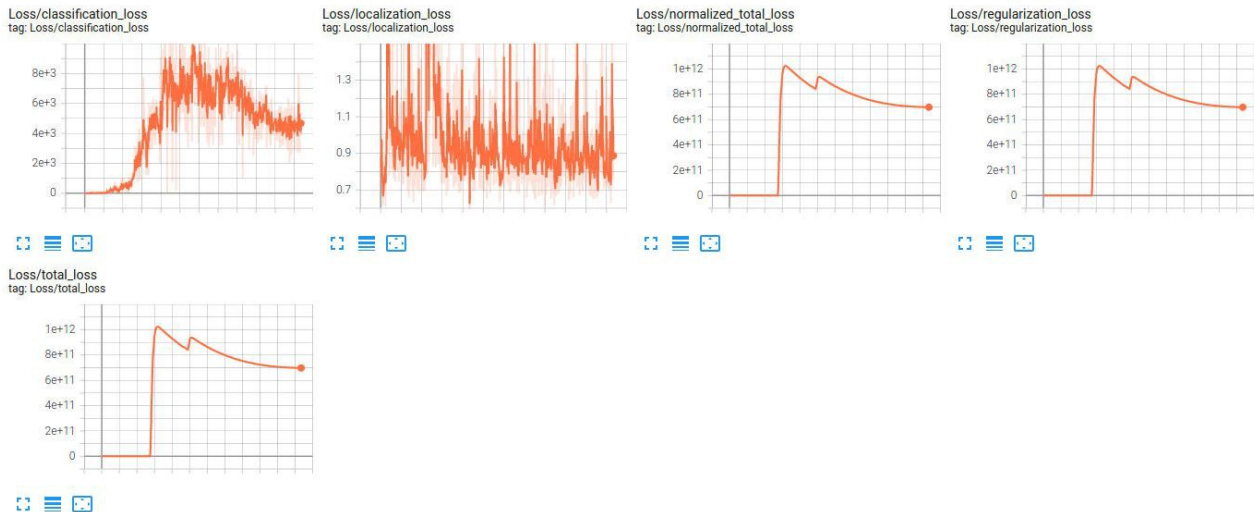 Loss/classification_loss
tag: Loss/classification_loss
8e+3
6e+3
4e+3
2e+3
0
Loss/localization_loss
tag: Loss/localization_loss
1.3
1.1
0.9
0.7
Loss/normalized_total_loss
tag: Loss/normalized_total_loss
1e+12
8e+11
6e+11
4e+11
2e+11
0
Loss/regularization_loss
tag: Loss/regularization_loss
1e+12
8e+11
6e+11
4e+11
2e+11
0
Loss/total_loss
tag: Loss/total_loss
1e+12
8e+11
6e+11
4e+11
2e+11
0